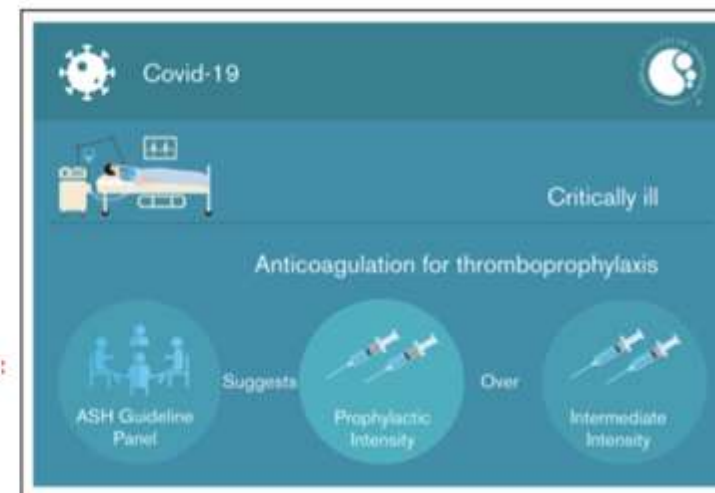 Covid-19
Critically ill
Anticoagulation for thromboprophylaxis
ASH Guideline
Panel
Suggests
Prophylactic
Intensity
Over
Intermediate
Intensity